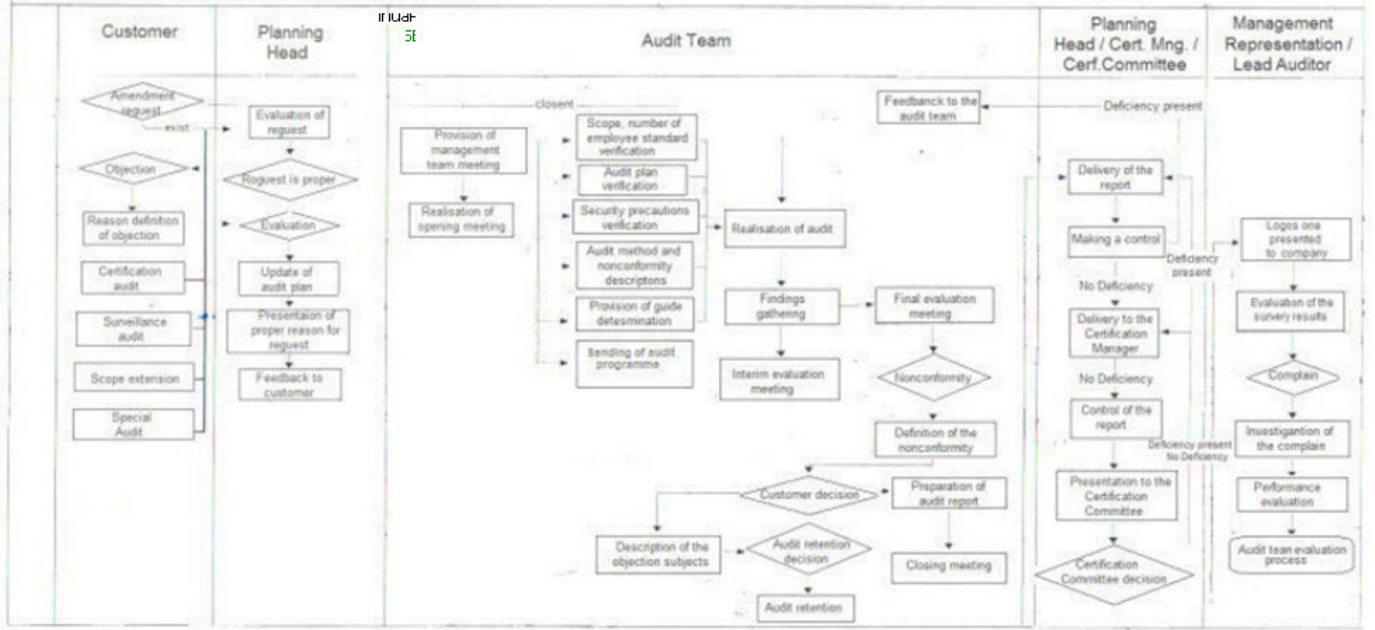 Customer
Planning
Head
Audit Team
Planning
Head / Cert. Mng. /
Cerf.Committee
Management
Representation /
Lead Auditor
Amendment
reguest
exist
Objection
Reason definition
of objection
Certification
audit
Surveillance
audit
Scope extension
Special
Audit
Evaluation of
reguest
Roguest is proper
Evaluation
Update of
audit plan
Presentaion of
proper reason for
reguest
Feedback to
customer
closent
Provision of
management
team meeting
Realisation of
opening meeting
Scope, number of
employee standard
verification
Audit plan
verification
Security precautions
verification
Audit method and
nonconformity
descriptons
Provision of guide
detesmination
Sending of audit
programme
Realisation of audit
Findings
gathering
Interim evaluation
meeting
Feedbanck to the
audit team
Final evaluation
meeting
Nonconformity
Definition of the
nonconformity
Customer decision
Preparation of
audit report
Description of the
objection subjects
Audit retention
decision
Closing meeting
Audit retention
Deficiency present
Delivery of the
report
Making a control
Deficiency
present
No Deficiency
Delivery to the
Certification
Manager
No Deficiency
Control of the
report
Deficiency present
No Deficiency
Presentation to the
Certification
Committee
Certification
Committee decision
Logos one
presented
to company
Evaluation of the
survery results
Complain
Inuestigantion of
the complain
Performance
evaluation
Audit tean evaluation
process